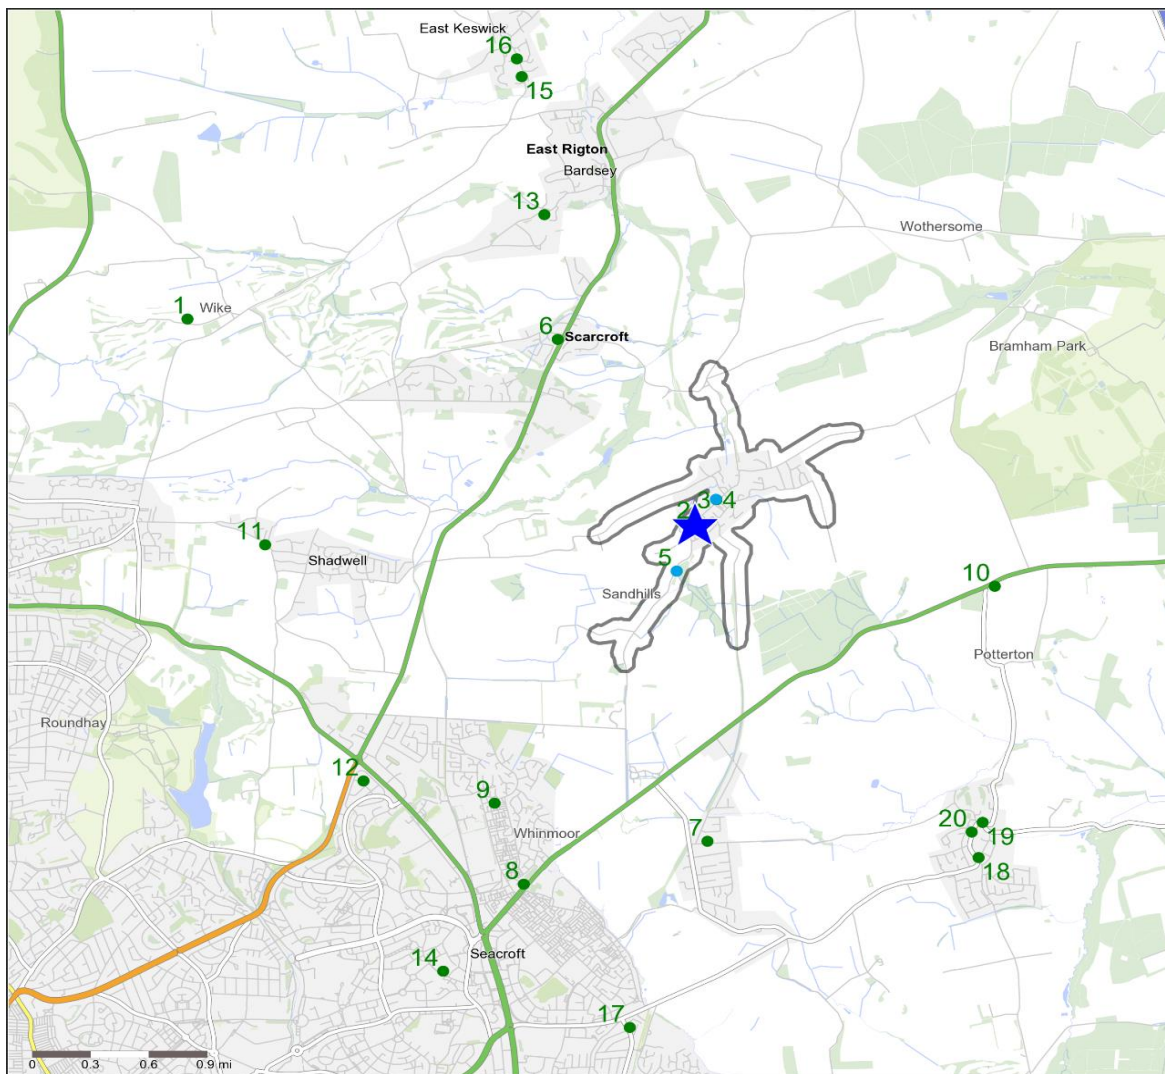 East Keswick
16
15
East Rigton
Bardsey
13
Wothersome
1
Wike
6
Scarcroft
Bramham Park
2
3
4
11
Shadwell
5
Sandhills
10
Potterton
Roundhay
12
9
Whinmoor
7
20
19
18
8
14
Seacroft
17
0 0.3 0.6 0.9 mi